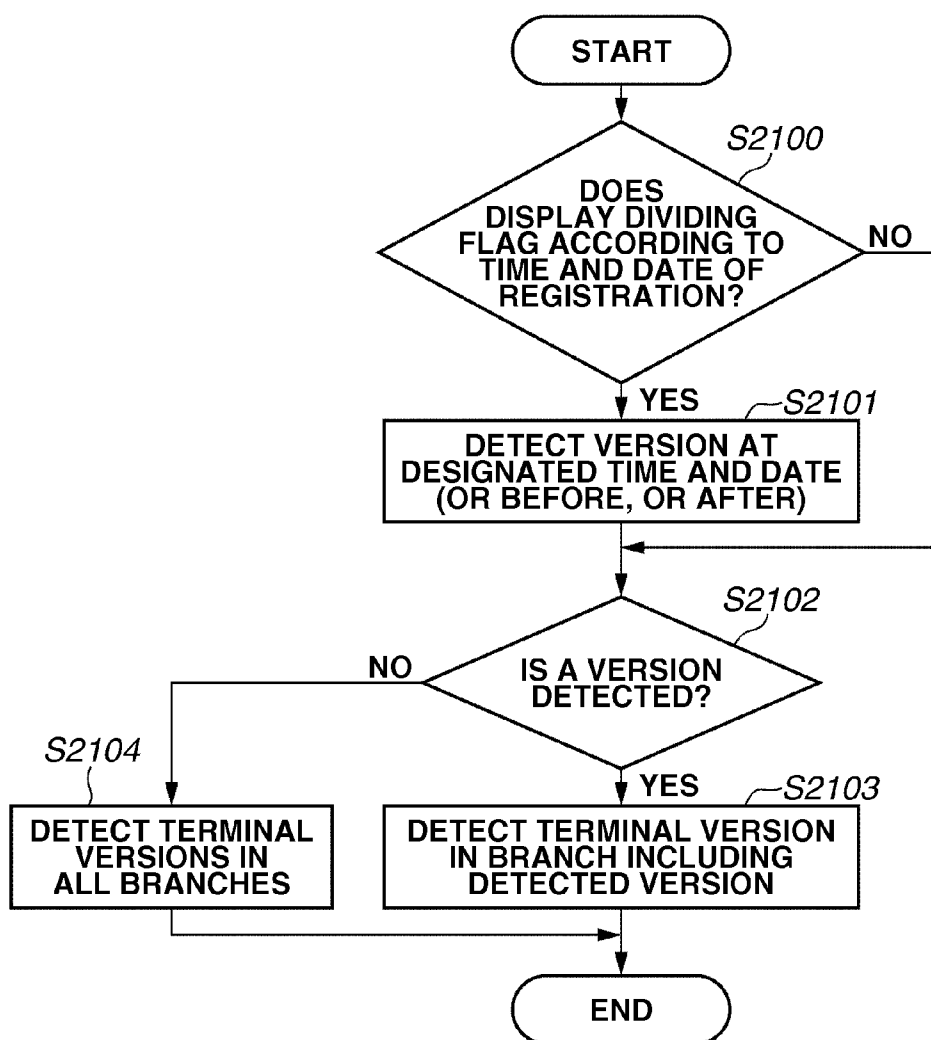 START
S2100
DOES
DISPLAY DIVIDING
FLAG ACCORDING TO
TIME AND DATE OF
REGISTRATION?
NO
YES
S2101
DETECT VERSION AT
DESIGNATED TIME AND DATE
(OR BEFORE, OR AFTER)
S2102
IS A VERSION
DETECTED?
NO
YES
S2104
DETECT TERMINAL
VERSIONS IN
ALL BRANCHES
S2103
DETECT TERMINAL VERSION
IN BRANCH INCLUDING
DETECTED VERSION
END